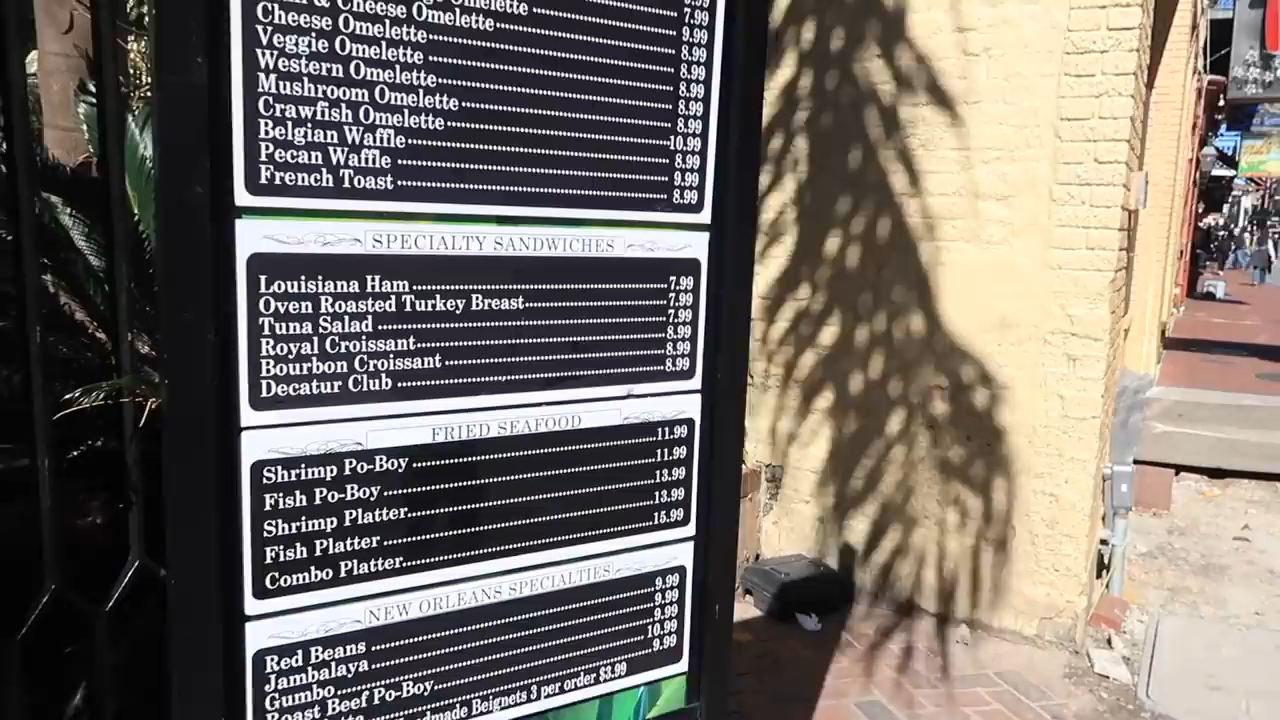 Omelette 9.99
& Cheese Omelette 8.99
Cheese Omelette 8.99
Veggie Omelette 8.99
Western Omelette 8.99
Mushroom Omelette 8.99
Crawfish Omelette 10.99
Belgian Waffle 8.99
Pecan Waffle 9.99
French Toast 8.99
SPECIALTY SANDWICHES
Louisiana Ham 7.99
Oven Roasted Turkey Breast 7.99
Tuna Salad 7.99
Royal Croissant 8.99
Bourbon Croissant 8.99
Decatur Club 8.99
FRIED SEAFOOD
Shrimp Po-Boy 11.99
Fish Po-Boy 11.99
Shrimp Platter 13.99
Fish Platter 13.99
Combo Platter 15.99
NEW ORLEANS SPECIALTIES
Red Beans 9.99
Jambalaya 9.99
Gumbo 9.99
Roast Beef Po-Boy 10.99
9.99
Beignets 3 per order $3.99